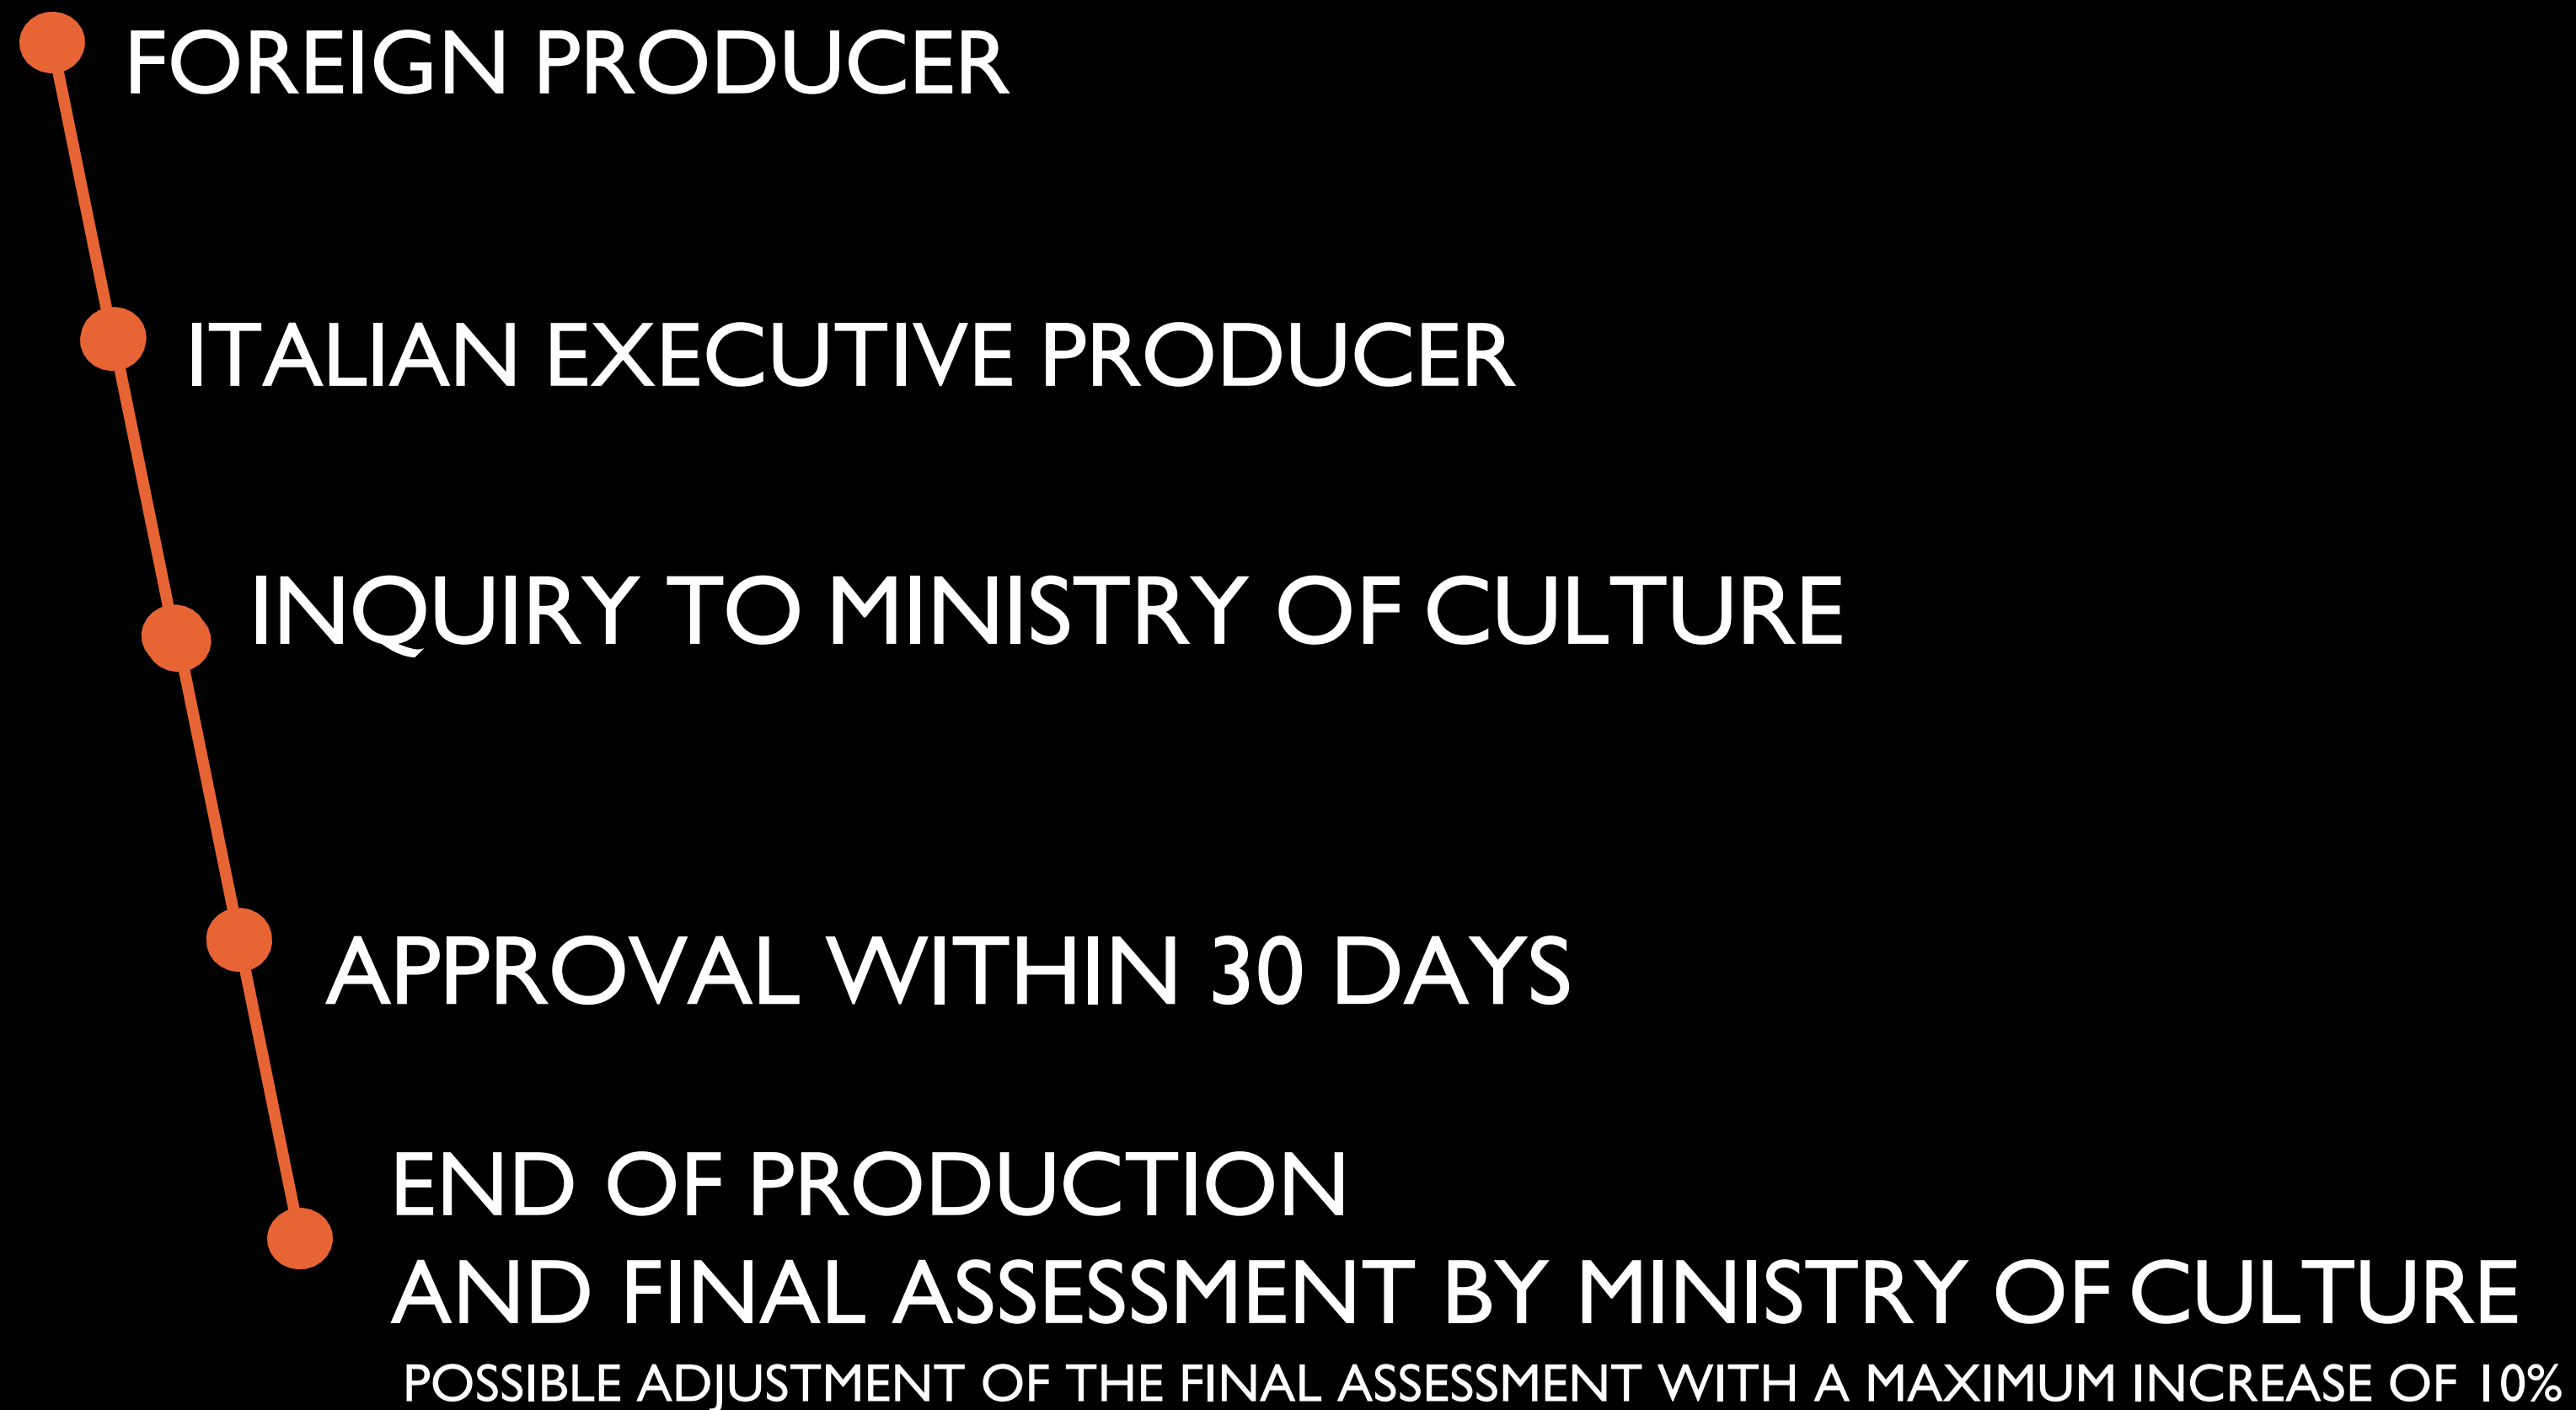 FOREIGN PRODUCER
ITALIAN EXECUTIVE PRODUCER
INQUIRY TO MINISTRY OF CULTURE
APPROVAL WITHIN 30 DAYS
END OF PRODUCTION
AND FINAL ASSESSMENT BY MINISTRY OF CULTURE
POSSIBLE ADJUSTMENT OF THE FINAL ASSESSMENT WITH A MAXIMUM INCREASE OF 10%